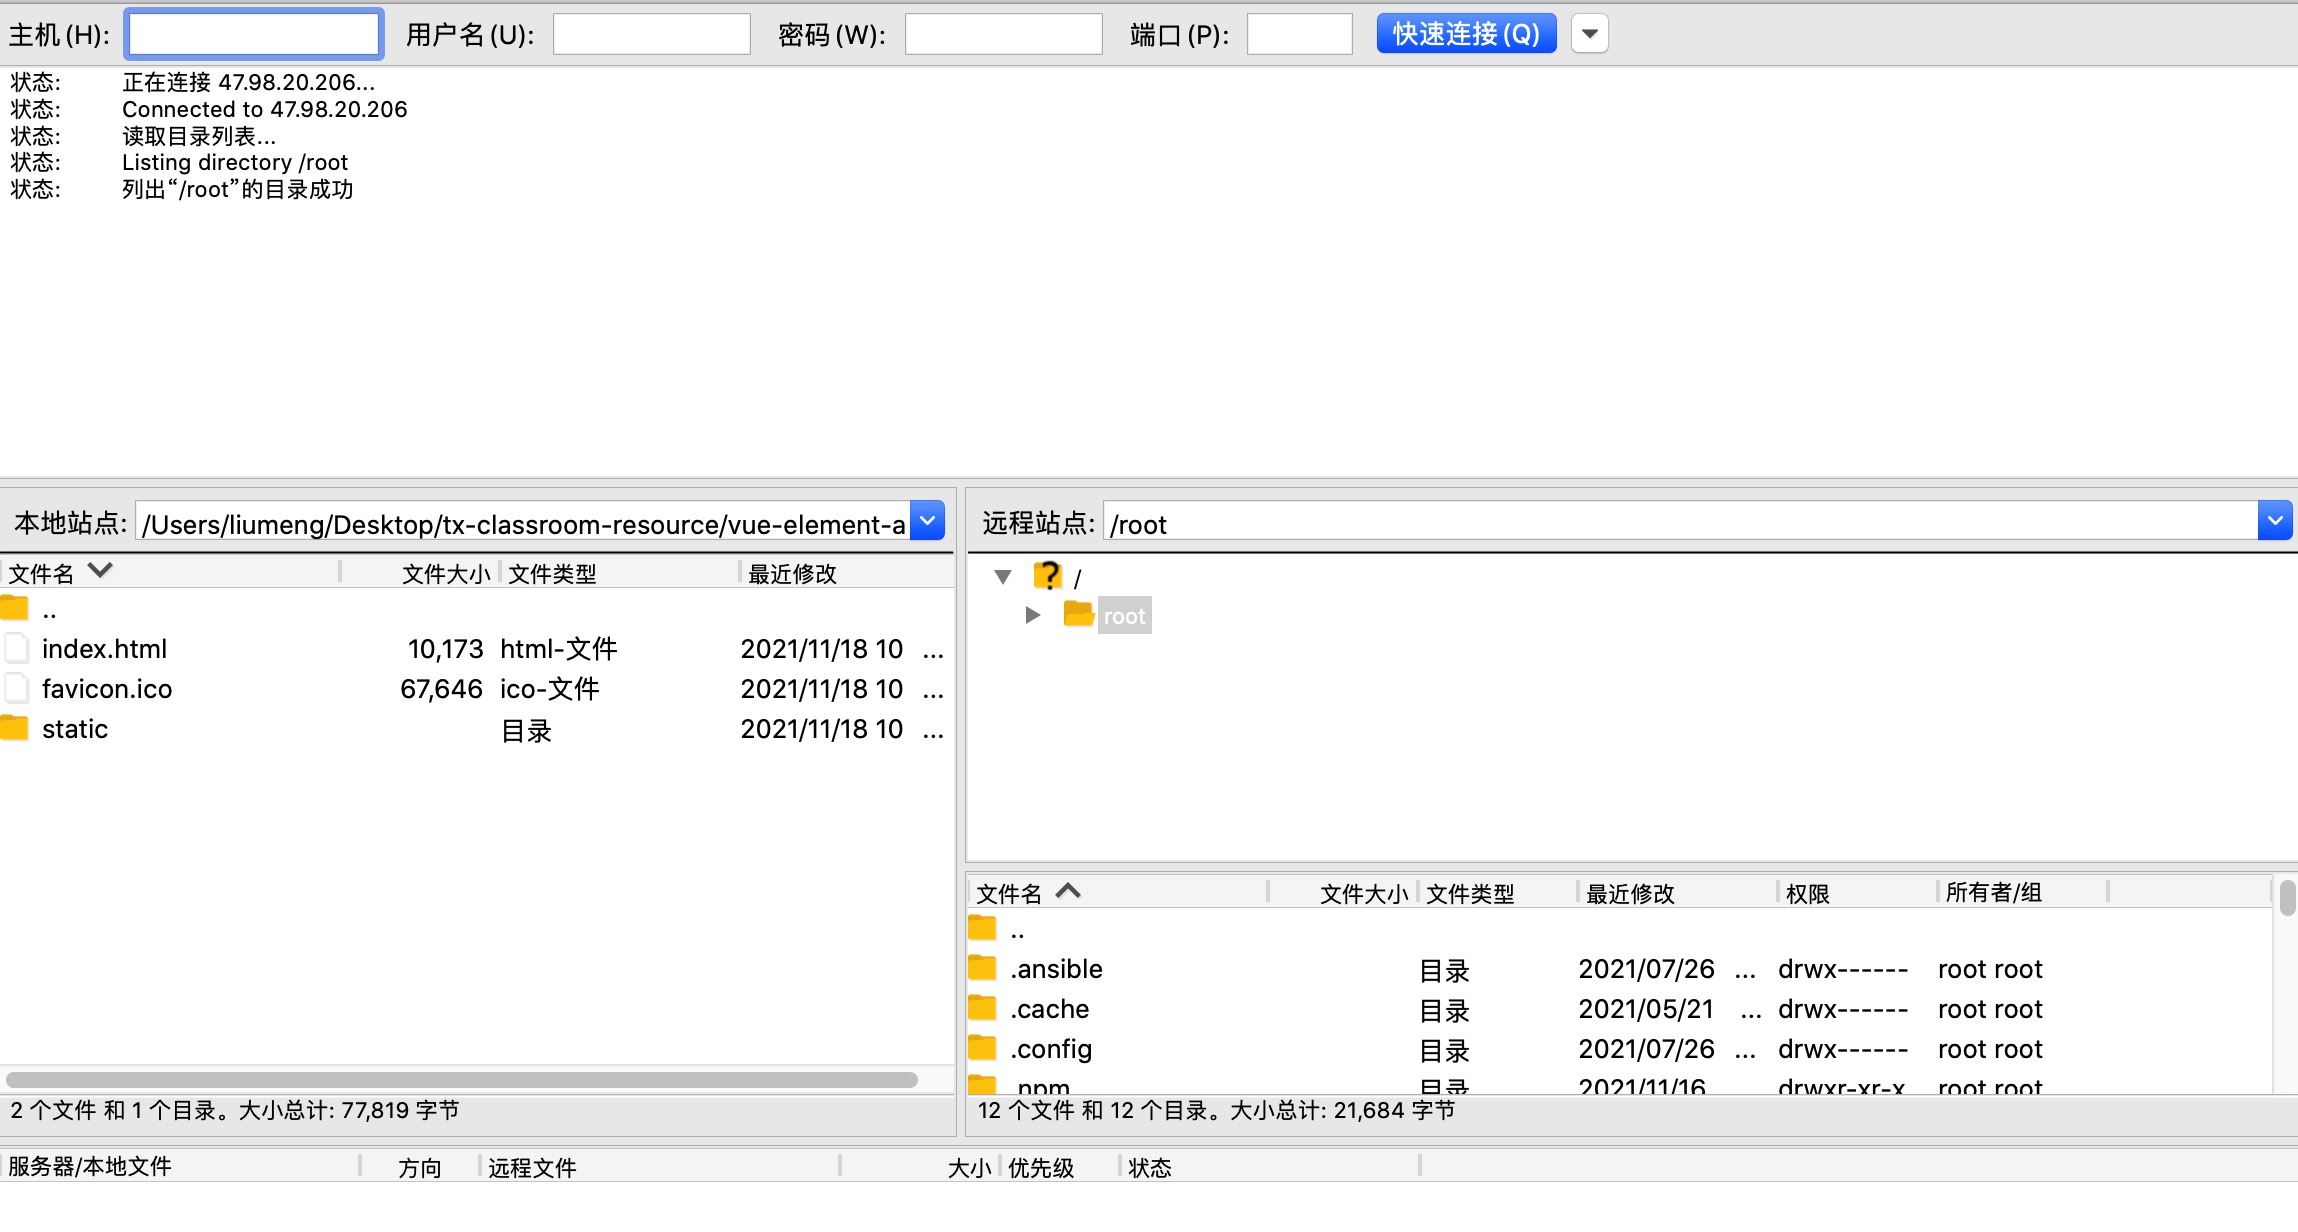 主机(H): 用户名(U): 密码(W): 端口(P): 快速连接(Q)
状态: 正在连接 47.98.20.206...
状态: Connected to 47.98.20.206
状态: 读取目录列表...
状态: Listing directory /root
状态: 列出“/root”的目录成功
本地站点: /Users/liumeng/Desktop/tx-classroom-resource/vue-element-a
文件名 文件大小 文件类型 最近修改
..
index.html 10,173 html-文件 2021/11/18 10 ...
favicon.ico 67,646 ico-文件 2021/11/18 10 ...
static 目录 2021/11/18 10 ...
2 个文件 和 1 个目录。大小总计: 77,819 字节
远程站点: /root
/
root
文件名 文件大小 文件类型 最近修改 权限 所有者/组
..
.ansible 目录 2021/07/26 ... drwx------ root root
.cache 目录 2021/05/21 ... drwx------ root root
.config 目录 2021/07/26 ... drwx------ root root
.npm 目录 2021/11/16 drwxr-xr-x root root
12 个文件 和 12 个目录。大小总计: 21,684 字节
服务器/本地文件 方向 远程文件 大小 优先级 状态